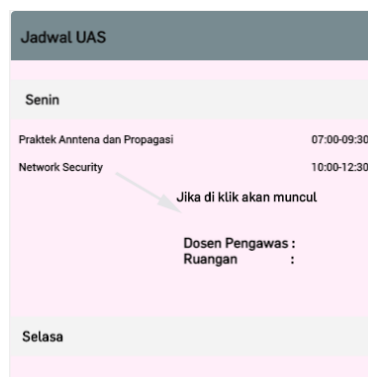 Jadwal UAS
Senin
Praktek Anntena dan Propagasi 07:00-09:30
Network Security 10:00-12:30
Jika di klik akan muncul
Dosen Pengawas :
Ruangan :
Selasa